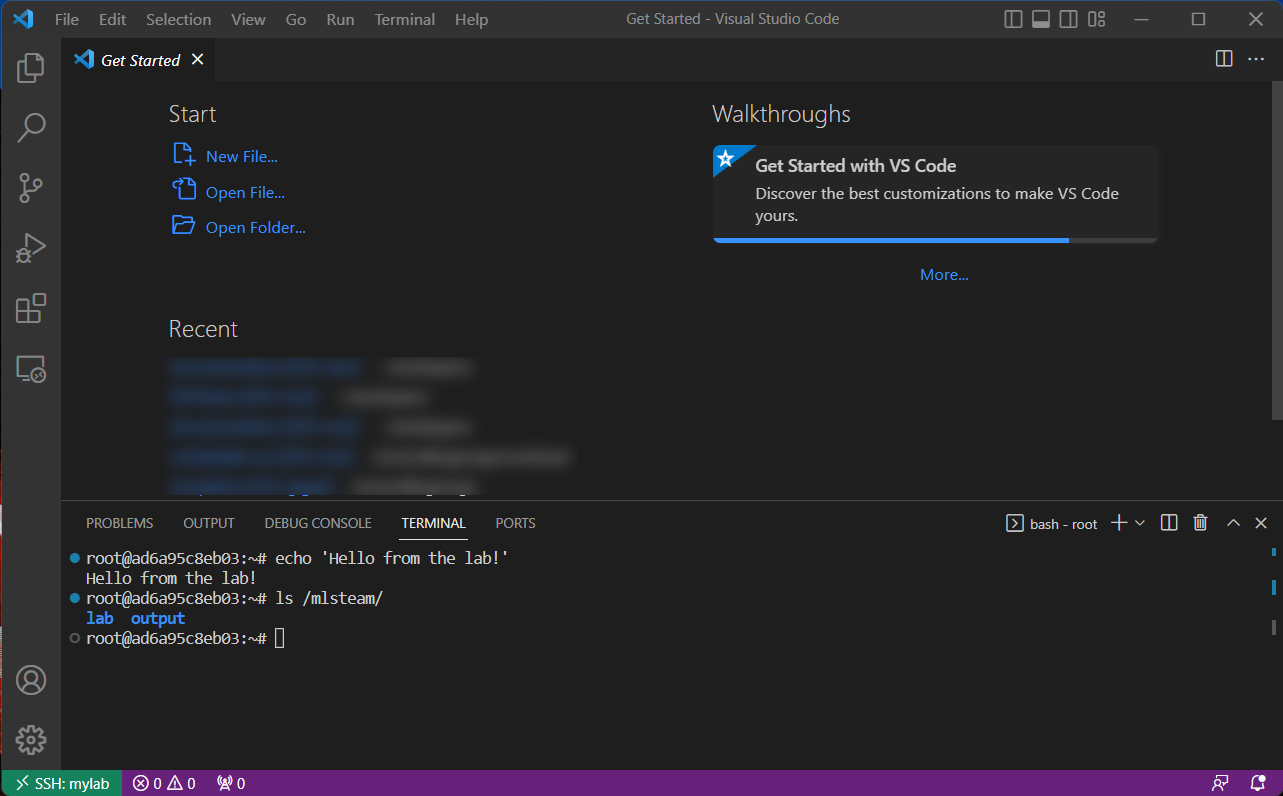 File Edit Selection View Go Run Terminal Help Get Started - Visual Studio Code
Get Started
Start
New File...
Open File...
Open Folder...
Walkthroughs
Get Started with VS Code
Discover the best customizations to make VS Code
yours.
More...
Recent
PROBLEMS OUTPUT DEBUG CONSOLE TERMINAL PORTS bash - root
root@ad6a95c8eb03:~# echo 'Hello from the lab!'
Hello from the lab!
root@ad6a95c8eb03:~# ls /mlsteam/
lab output
root@ad6a95c8eb03:~#
SSH: mylab 0 0 0